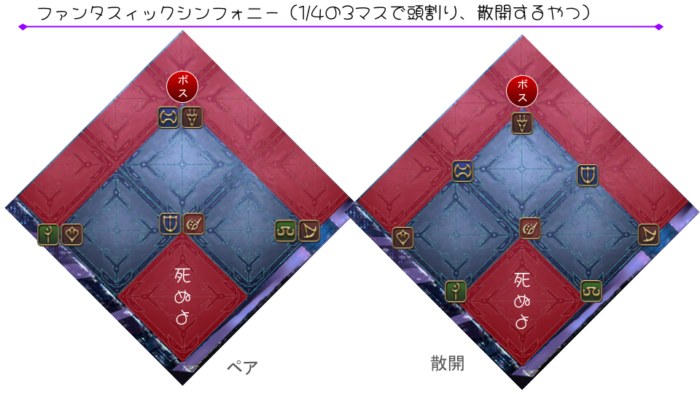 ファンタスィックシンフォニー（1/4の3マスで頭割り、散開するやつ）
ボス
ボス
死ぬよ
死ぬよ
ペア
散開